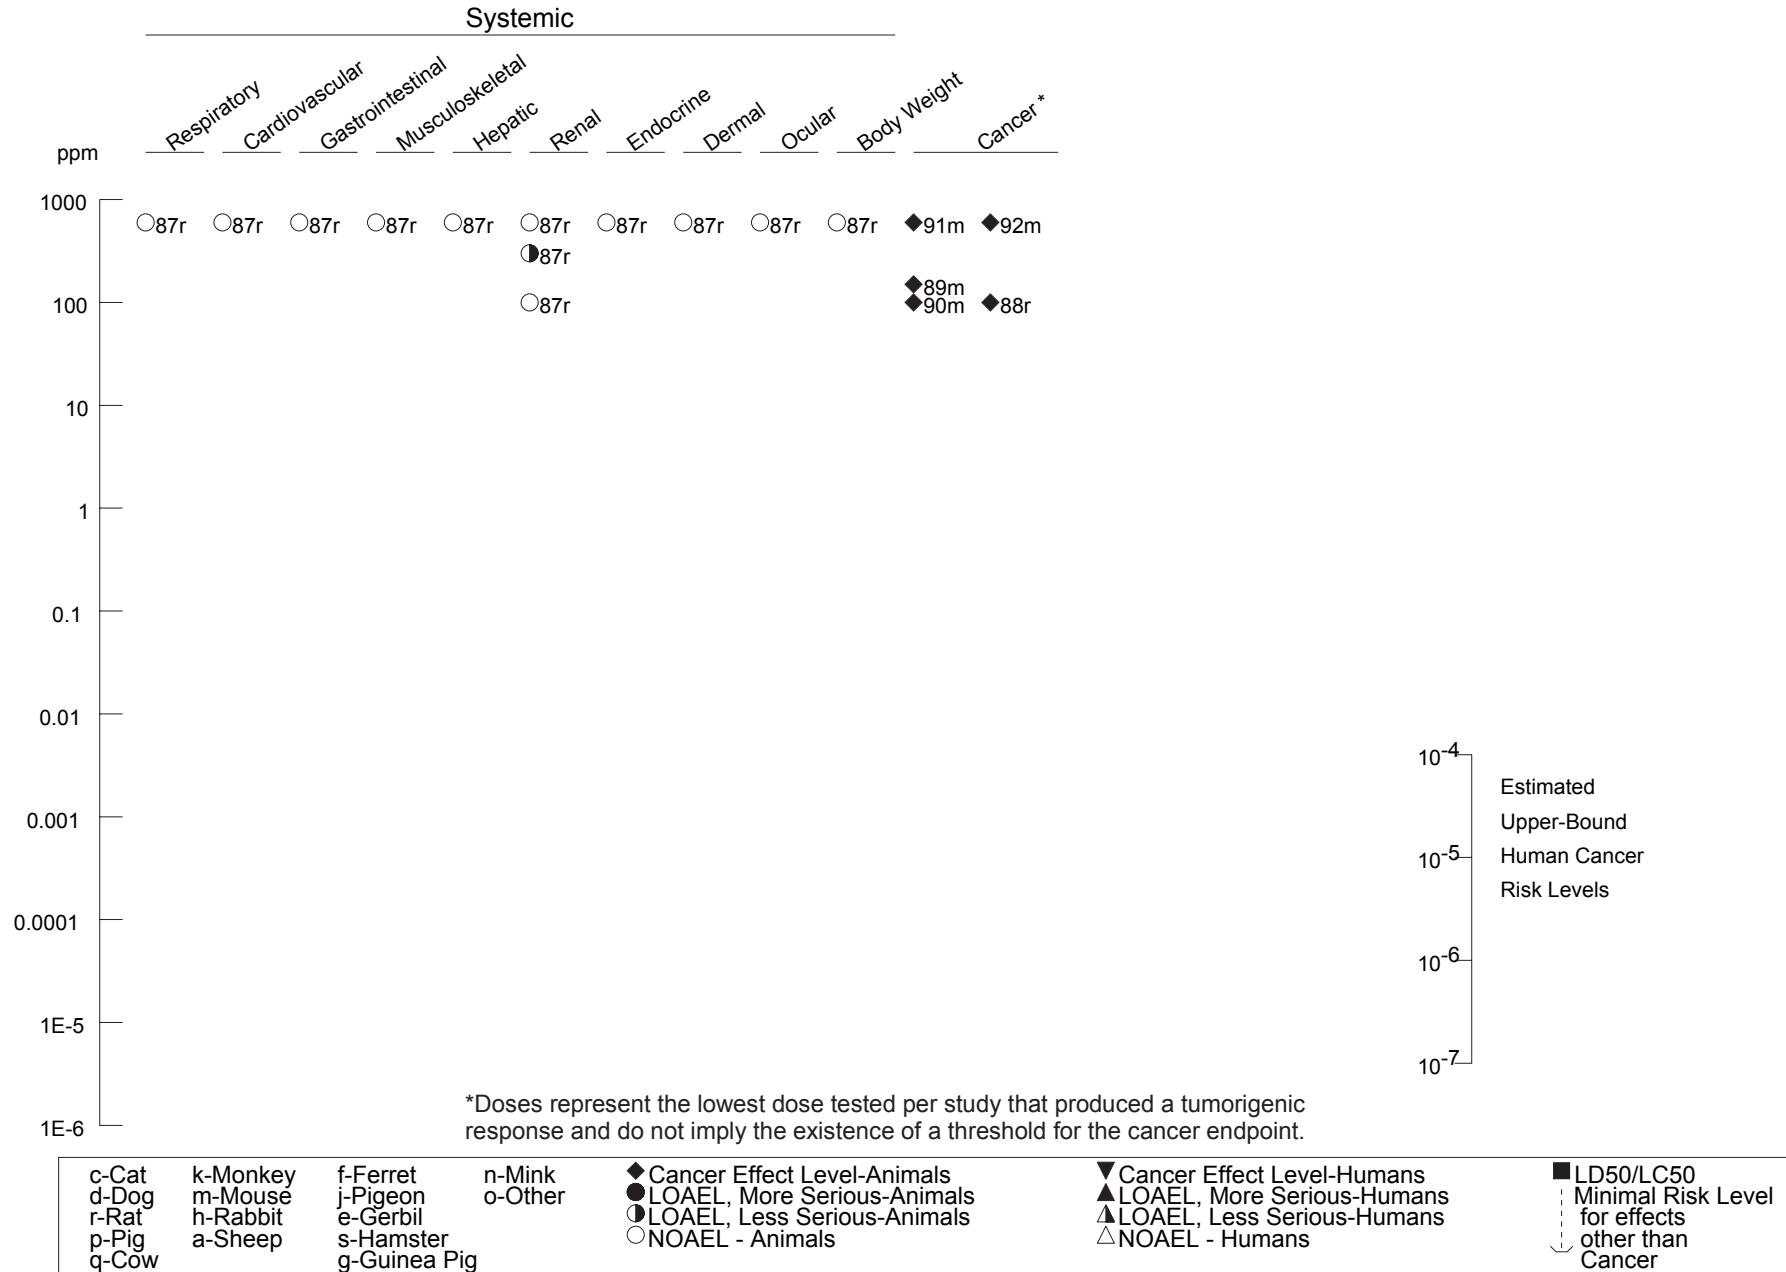 Systemic
Respiratory Cardiovascular Gastrointestinal Musculoskeletal Hepatic Renal Endocrine Dermal Ocular Body Weight Cancer *
ppm
1000
87r 87r 87r 87r 87r 87r 87r 87r 87r 87r 91m 92m
87r
89m
100 87r 90m 88r
10
1
0.1
0.01
0.001
0.0001
1E-5
1E-6
10-4
Estimated
Upper-Bound
10-5 Human Cancer
Risk Levels
10-6
10-7
*Doses represent the lowest dose tested per study that produced a tumorigenic
response and do not imply the existence of a threshold for the cancer endpoint.
c-Cat k-Monkey f-Ferret n-Mink Cancer Effect Level-Animals Cancer Effect Level-Humans LD50/LC50
d-Dog m-Mouse j-Pigeon o-Other LOAEL, More Serious-Animals LOAEL, More Serious-Humans Minimal Risk Level
r-Rat h-Rabbit e-Gerbil LOAEL, Less Serious-Animals LOAEL, Less Serious-Humans for effects
p-Pig a-Sheep s-Hamster NOAEL - Animals NOAEL - Humans other than
q-Cow g-Guinea Pig Cancer